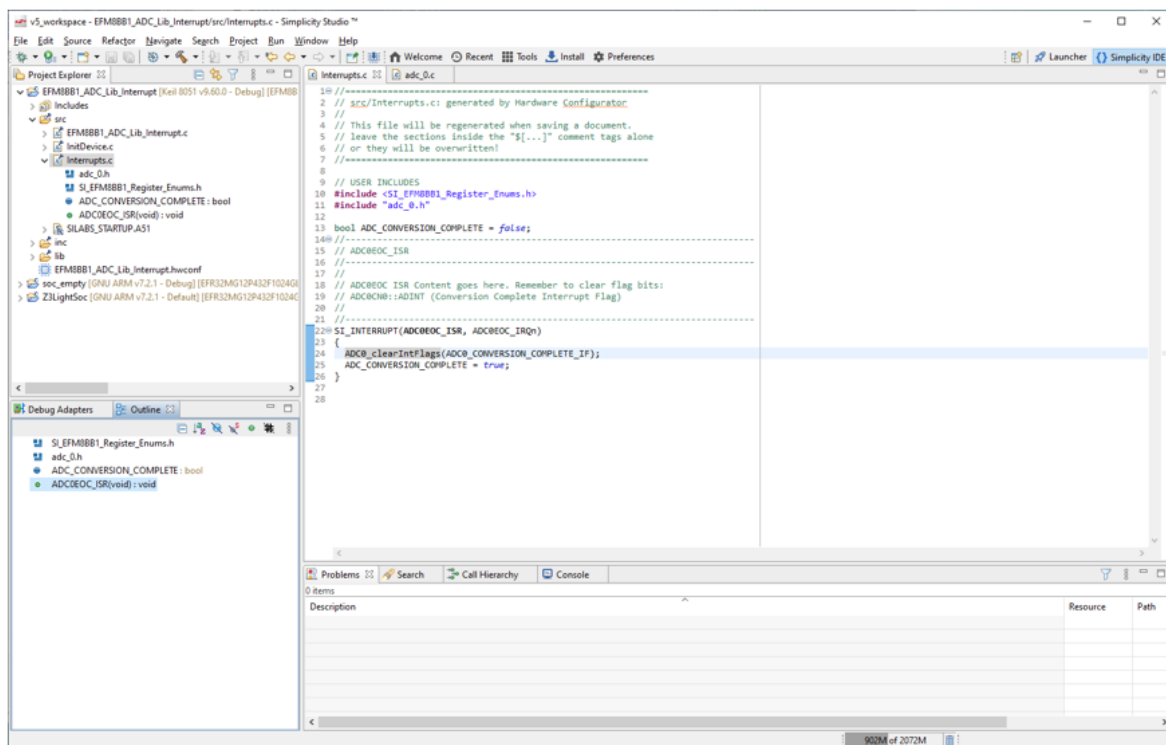 v5_workspace - EFM8BB1_ADC_Lib_Interrupt/src/Interrupts.c - Simplicity Studio ™
File Edit Source Refactor Navigate Search Project Run Window Help
Welcome Recent Tools Install Preferences Launcher {} Simplicity IDE
Project Explorer
EFM8BB1_ADC_Lib_Interrupt [Keil 8051 v9.60.0 - Debug] [EFM8B
Includes
src
EFM8BB1_ADC_Lib_Interrupt.c
InitDevice.c
Interrupts.c
adc_0.h
SI_EFM8BB1_Register_Enums.h
ADC_CONVERSION_COMPLETE : bool
ADC0EOC_ISR(void) : void
SILABS_STARTUP.A51
inc
lib
EFM8BB1_ADC_Lib_Interrupt.hwconf
soc_empty [GNU ARM v7.2.1 - Debug] [EFR32MG12P432F1024GL
Z3LightSoc [GNU ARM v7.2.1 - Default] [EFR32MG12P432F1024G
Debug Adapters Outline
SI_EFM8BB1_Register_Enums.h
adc_0.h
ADC_CONVERSION_COMPLETE : bool
ADC0EOC_ISR(void) : void
Interrupts.c adc_0.c
1 //=========================================================
2 // src/Interrupts.c: generated by Hardware Configurator
3 //
4 // This file will be regenerated when saving a document.
5 // leave the sections inside the "$[...]" comment tags alone
6 // or they will be overwritten!
7 //=========================================================
8
9 // USER INCLUDES
10 #include <SI_EFM8BB1_Register_Enums.h>
11 #include "adc_0.h"
12
13 bool ADC_CONVERSION_COMPLETE = false;
14 //-----------------------------------------------------------------------------
15 // ADC0EOC_ISR
16 //-----------------------------------------------------------------------------
17 //
18 // ADC0EOC ISR Content goes here. Remember to clear flag bits:
19 // ADC0CN0::ADINT (Conversion Complete Interrupt Flag)
20 //
21 //-----------------------------------------------------------------------------
22 SI_INTERRUPT(ADC0EOC_ISR, ADC0EOC_IRQn)
23 {
24 ADC0_clearIntFlags(ADC0_CONVERSION_COMPLETE_IF);
25 ADC_CONVERSION_COMPLETE = true;
26 }
27
28
Problems Search Call Hierarchy Console
0 items
Description Resource Path
902M of 2072M